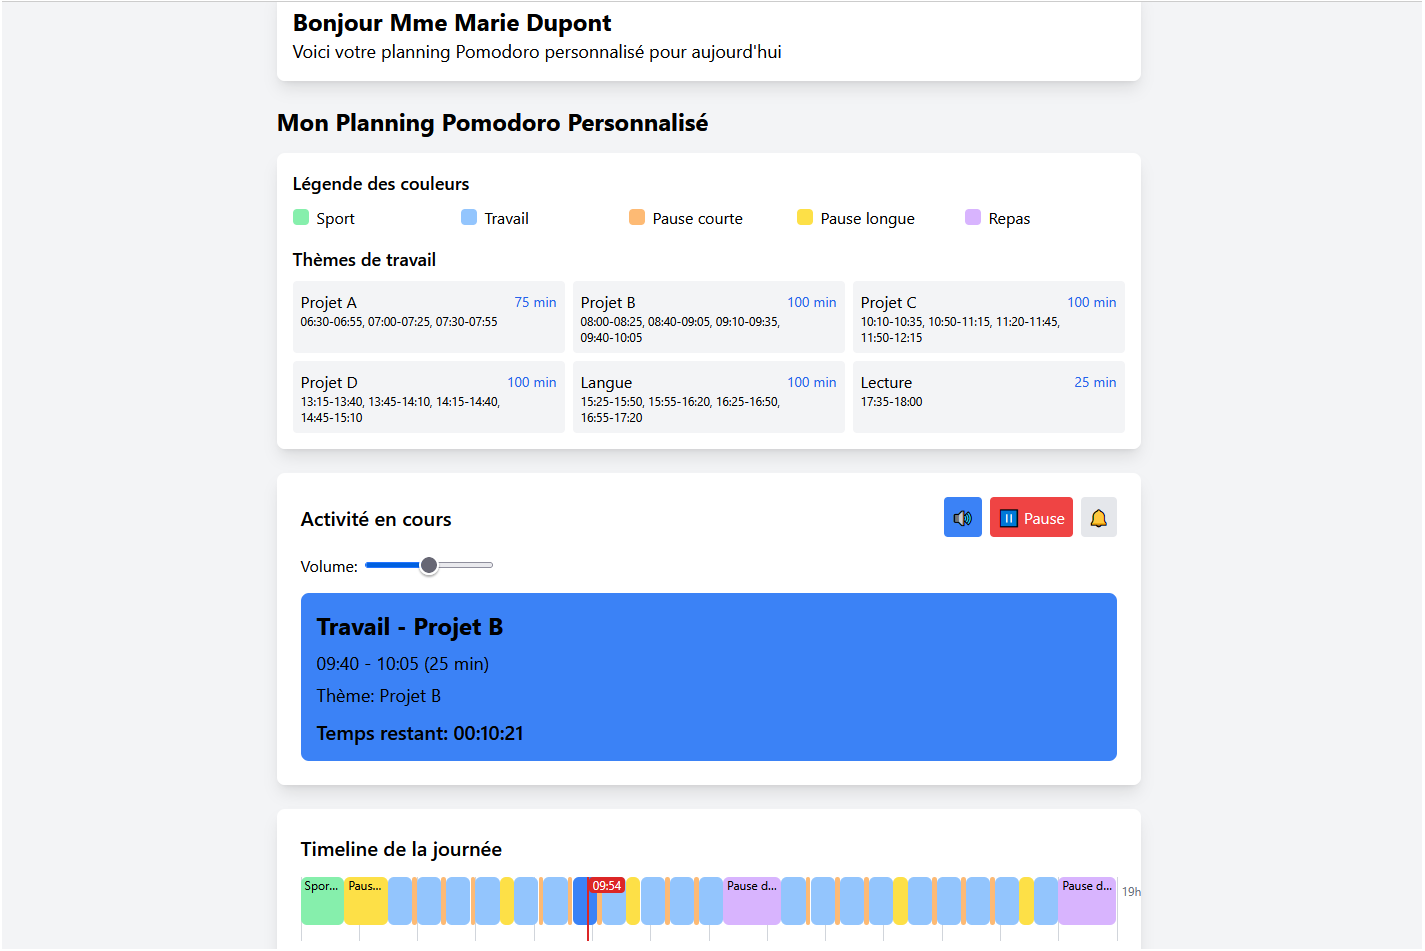 Bonjour Mme Marie Dupont
Voici votre planning Pomodoro personnalisé pour aujourd'hui
Mon Planning Pomodoro Personnalisé
Légende des couleurs
Sport
Travail
Pause courte
Pause longue
Repas
Thèmes de travail
Projet A
75 min
06:30-06:55, 07:00-07:25, 07:30-07:55
Projet B
100 min
08:00-08:25, 08:40-09:05, 09:10-09:35,
09:40-10:05
Projet C
100 min
10:10-10:35, 10:50-11:15, 11:20-11:45,
11:50-12:15
Projet D
100 min
13:15-13:40, 13:45-14:10, 14:15-14:40,
14:45-15:10
Langue
100 min
15:25-15:50, 15:55-16:20, 16:25-16:50,
16:55-17:20
Lecture
25 min
17:35-18:00
Activité en cours
Pause
Volume:
Travail - Projet B
09:40 - 10:05 (25 min)
Thème: Projet B
Temps restant: 00:10:21
Timeline de la journée
Spor...
Paus...
09:54
Pause d...
Pause d...
19h